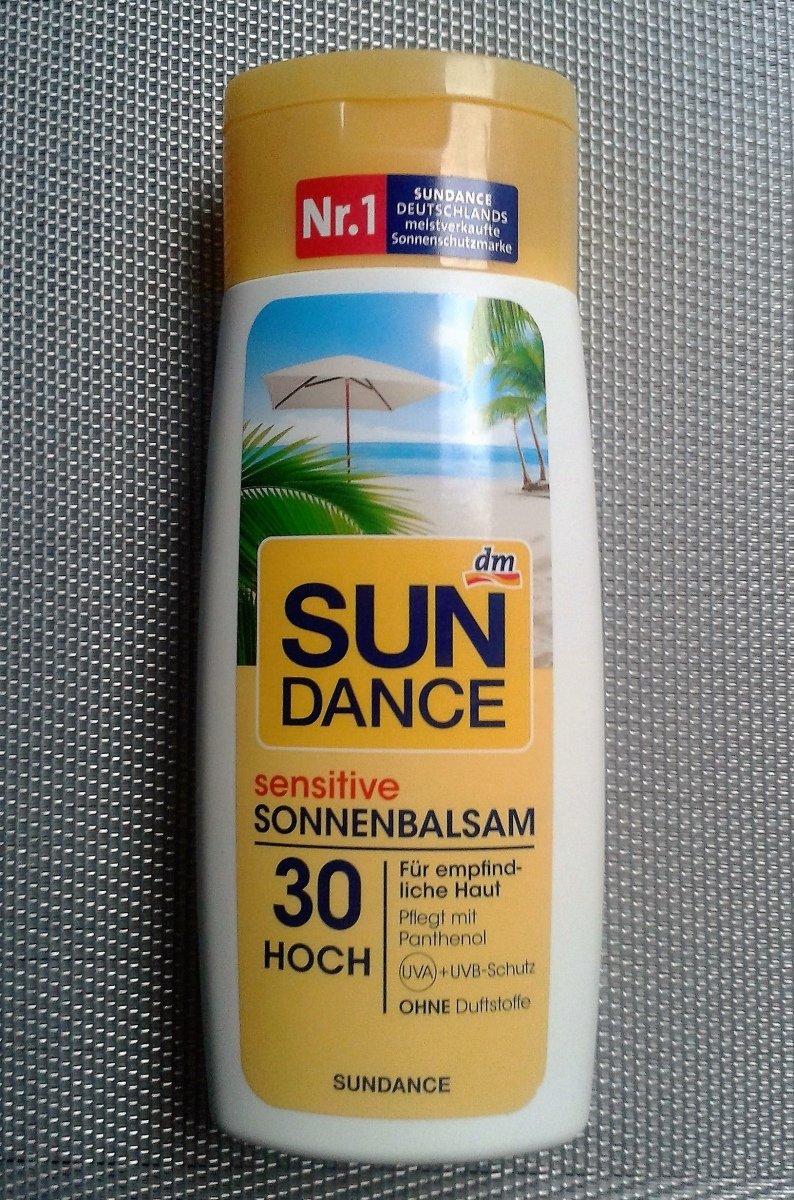 Nr.1
SUNDANCE
DEUTSCHLANDS
meistverkaufte
Sonnenschutzmarke
dm
SUN
DANCE
sensitive
SONNENBALSAM
30
HOCH
Für empfind-
liche Haut
Pflegt mit
Panthenol
UVA+UVB-Schutz
OHNE Duftstoffe
SUNDANCE